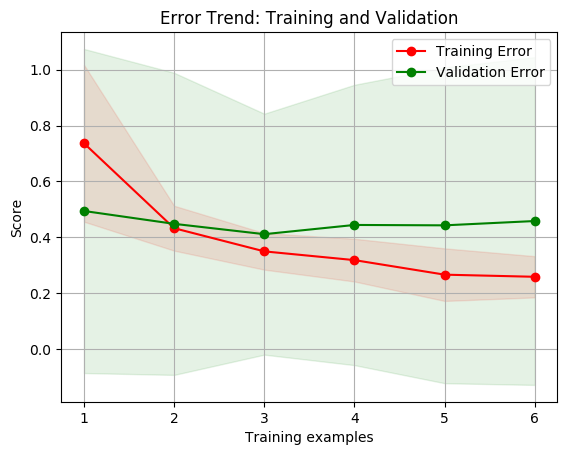 Error Trend: Training and Validation
Training Error
Validation Error
Score
1.0
0.8
0.6
0.4
0.2
0.0
1 2 3 4 5 6
Training examples